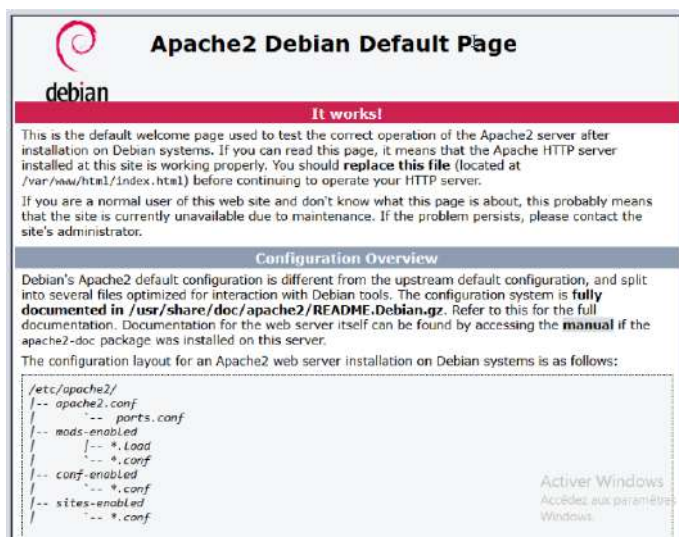 Apache2 Debian Default Page
debian
It works!
This is the default welcome page used to test the correct operation of the Apache2 server after
installation on Debian systems. If you can read this page, it means that the Apache HTTP server
installed at this site is working properly. You should replace this file (located at
/var/www/html/index.html) before continuing to operate your HTTP server.
If you are a normal user of this web site and don't know what this page is about, this probably means
that the site is currently unavailable due to maintenance. If the problem persists, please contact the
site's administrator.
Configuration Overview
Debian's Apache2 default configuration is different from the upstream default configuration, and split
into several files optimized for interaction with Debian tools. The configuration system is fully
documented in /usr/share/doc/apache2/README.Debian.gz. Refer to this for the full
documentation. Documentation for the web server itself can be found by accessing the manual if the
apache2-doc package was installed on this server.
The configuration layout for an Apache2 web server installation on Debian systems is as follows:
/etc/apache2/
|-- apache2.conf
|       `-- ports.conf
|-- mods-enabled
|       |-- *.load
|       `-- *.conf
|-- conf-enabled
|       `-- *.conf
|-- sites-enabled
|       `-- *.conf
Activer Windows
Accédez aux paramètres
Windows.